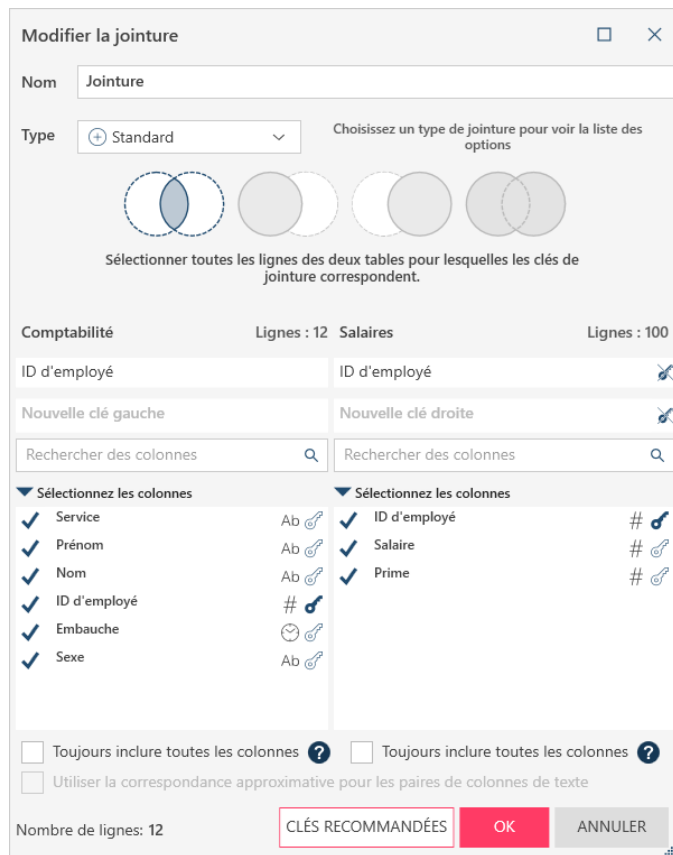 Modifier la jointure
Nom Jointure
Type Standard
Choisissez un type de jointure pour voir la liste des
options
Sélectionner toutes les lignes des deux tables pour lesquelles les clés de
jointure correspondent.
Comptabilité Lignes : 12 Salaires Lignes : 100
ID d'employé ID d'employé
Nouvelle clé gauche Nouvelle clé droite
Rechercher des colonnes Rechercher des colonnes
Sélectionnez les colonnes Sélectionnez les colonnes
Service Ab ID d'employé #
Prénom Ab Salaire #
Nom Ab Prime #
ID d'employé #
Embauche
Sexe Ab
Toujours inclure toutes les colonnes ? Toujours inclure toutes les colonnes ?
Utiliser la correspondance approximative pour les paires de colonnes de texte
Nombre de lignes: 12 CLÉS RECOMMANDÉES OK ANNULER